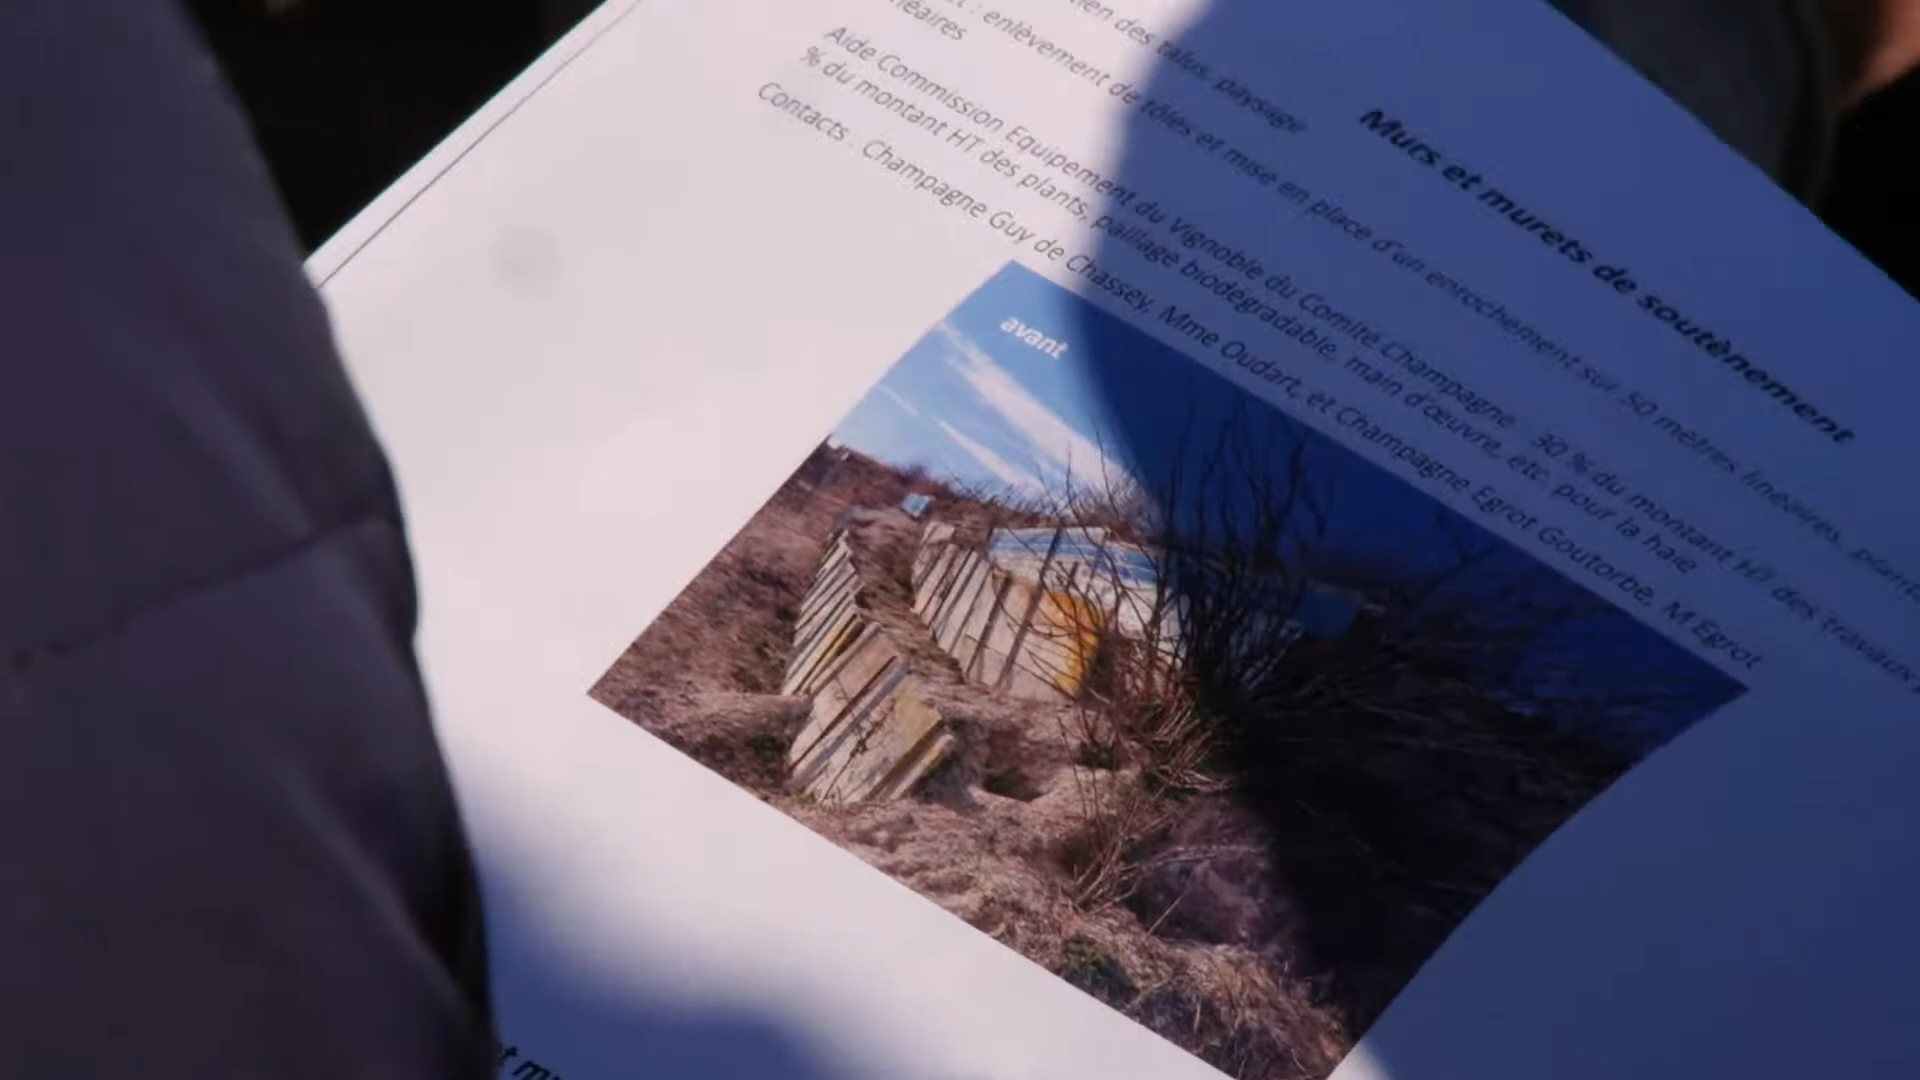 Murs et murets de soutènement
des talus, paysage
: enlèvement de tôles et mise en place d'un enrochement sur 50 mètres linéaires,
Aide Commission Equipement du Vignoble du Comité Champagne 30 % du montant HT des travaux
% du montant HT des plants, paillage biodégradable, main d'œuvre, etc. pour la haie
Contacts : Champagne Guy de Chassey, Mme Oudart, et Champagne Egrot Goutorbe, M Egrot
avant